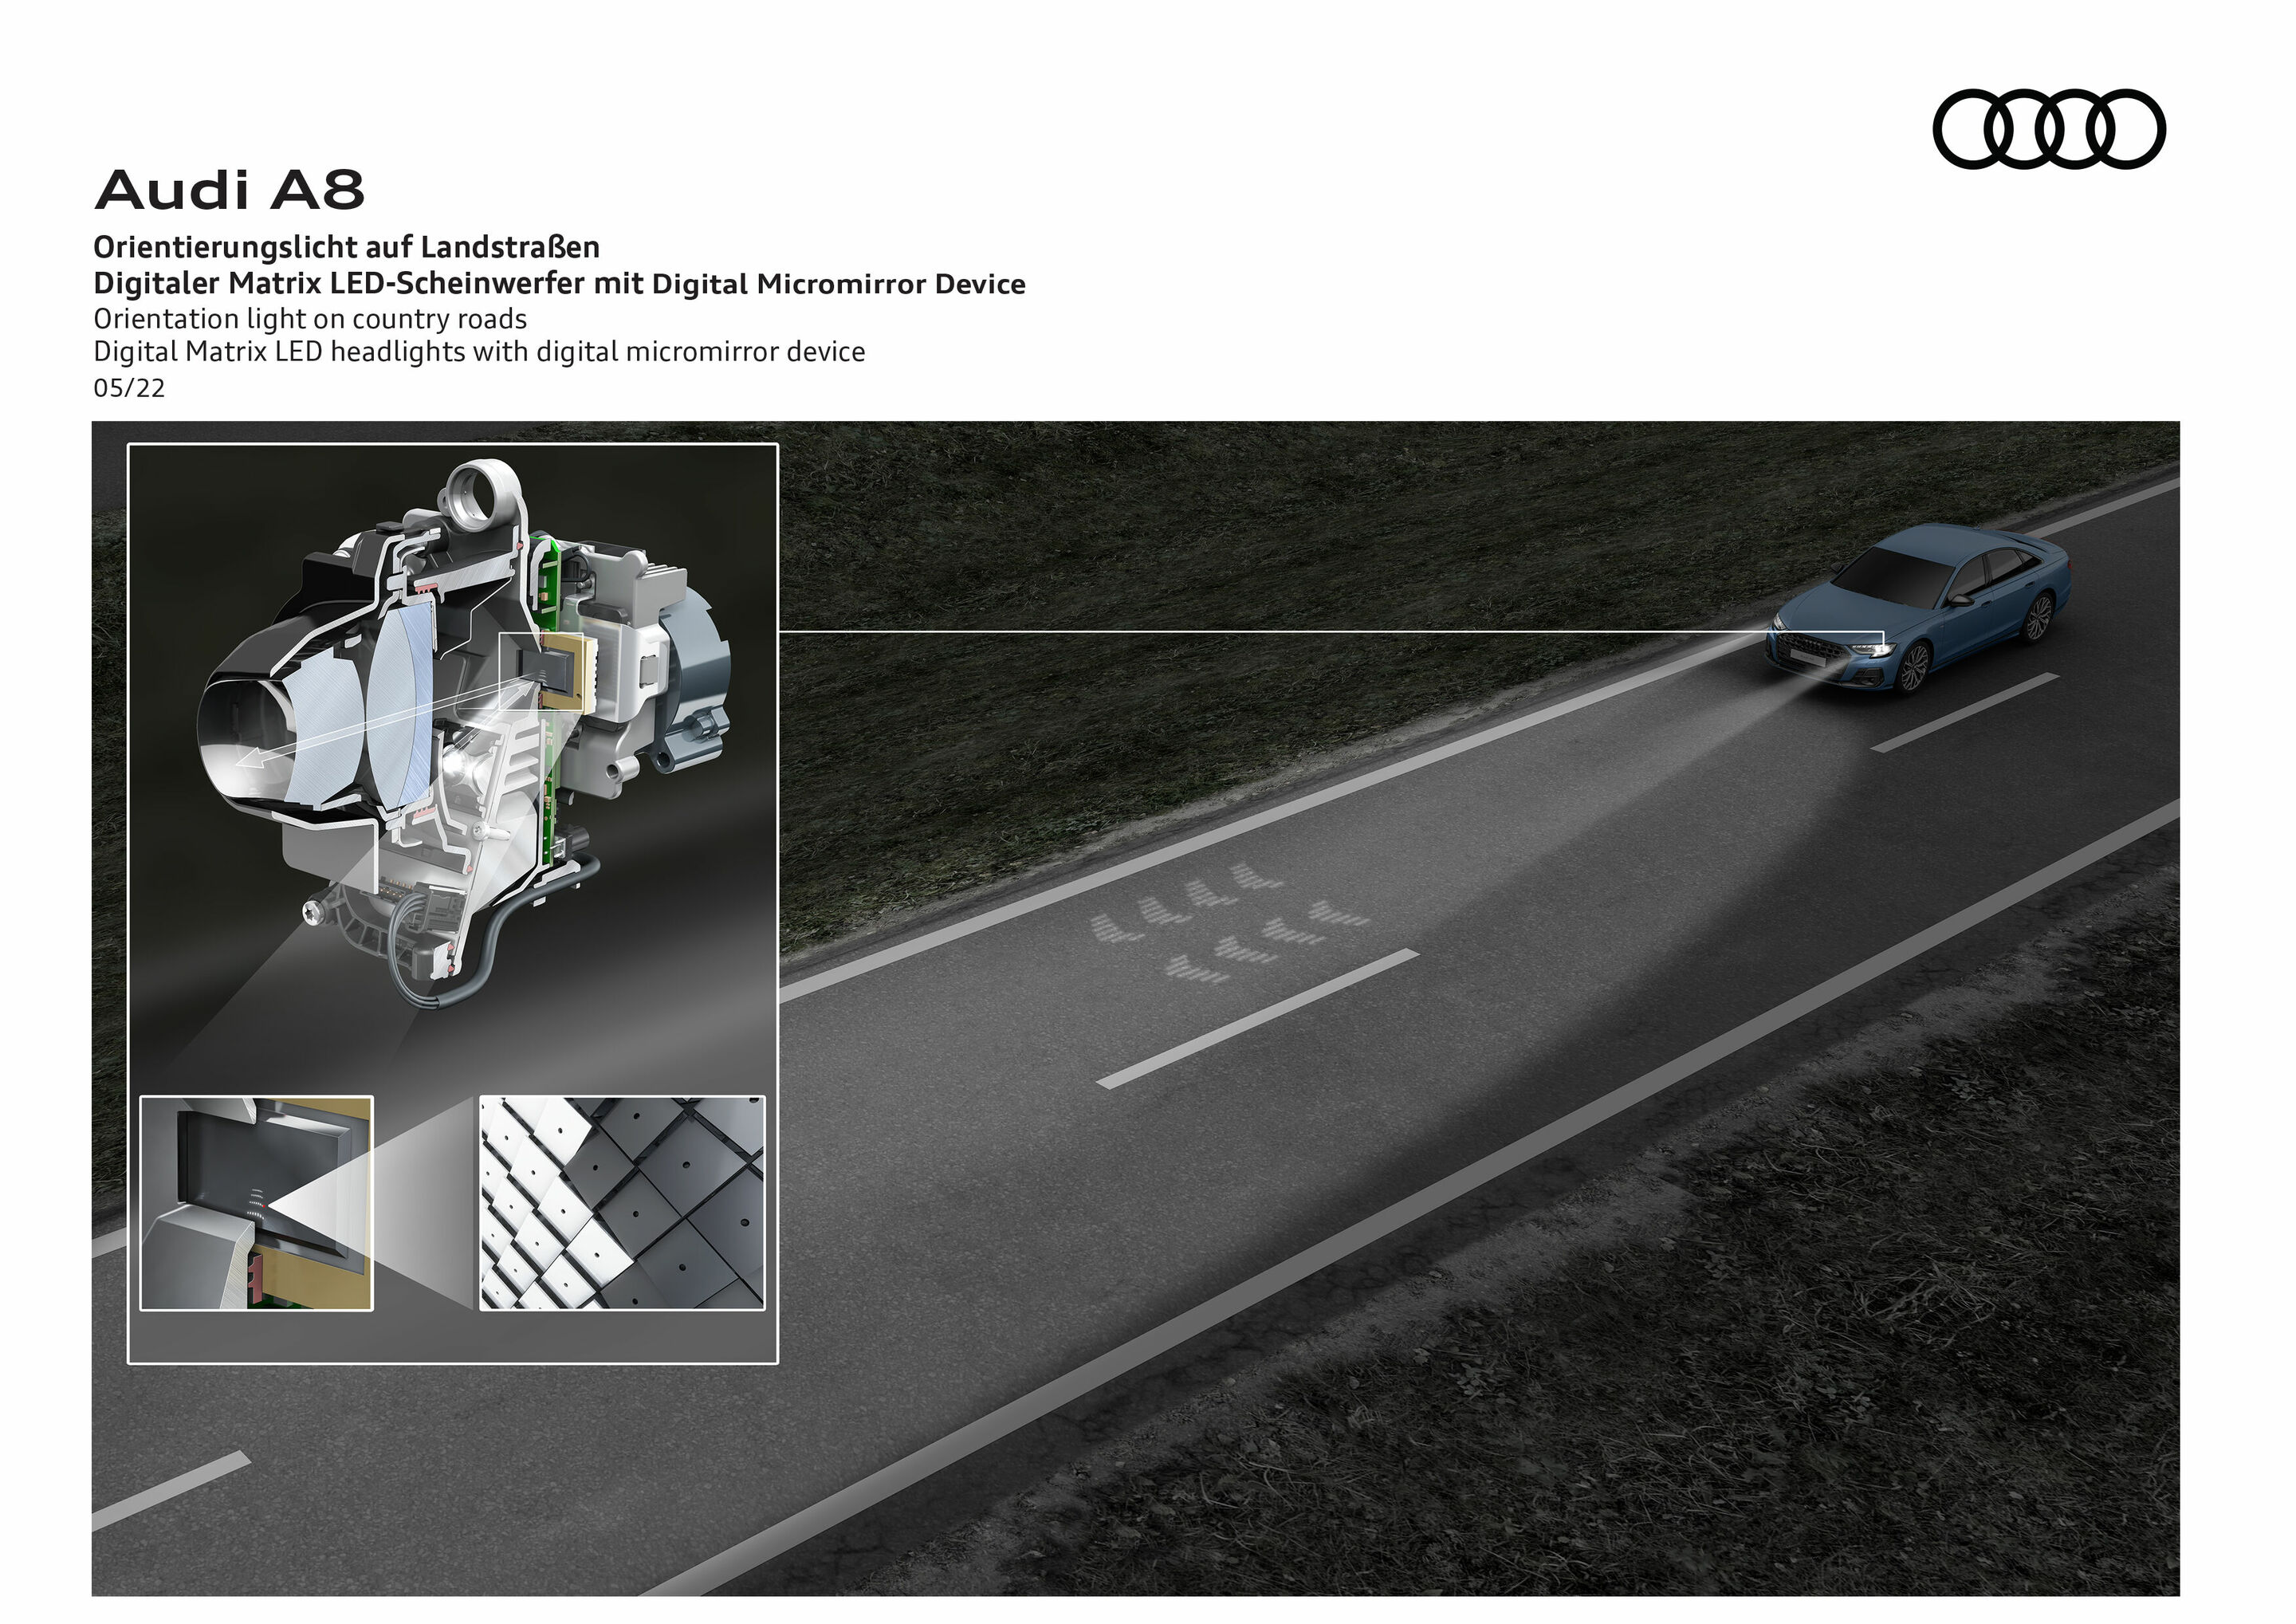 Audi A8
Orientierungslicht auf Landstraßen
Digitaler Matrix LED-Scheinwerfer mit Digital Micromirror Device
Orientation light on country roads
Digital Matrix LED headlights with digital micromirror device
05/22